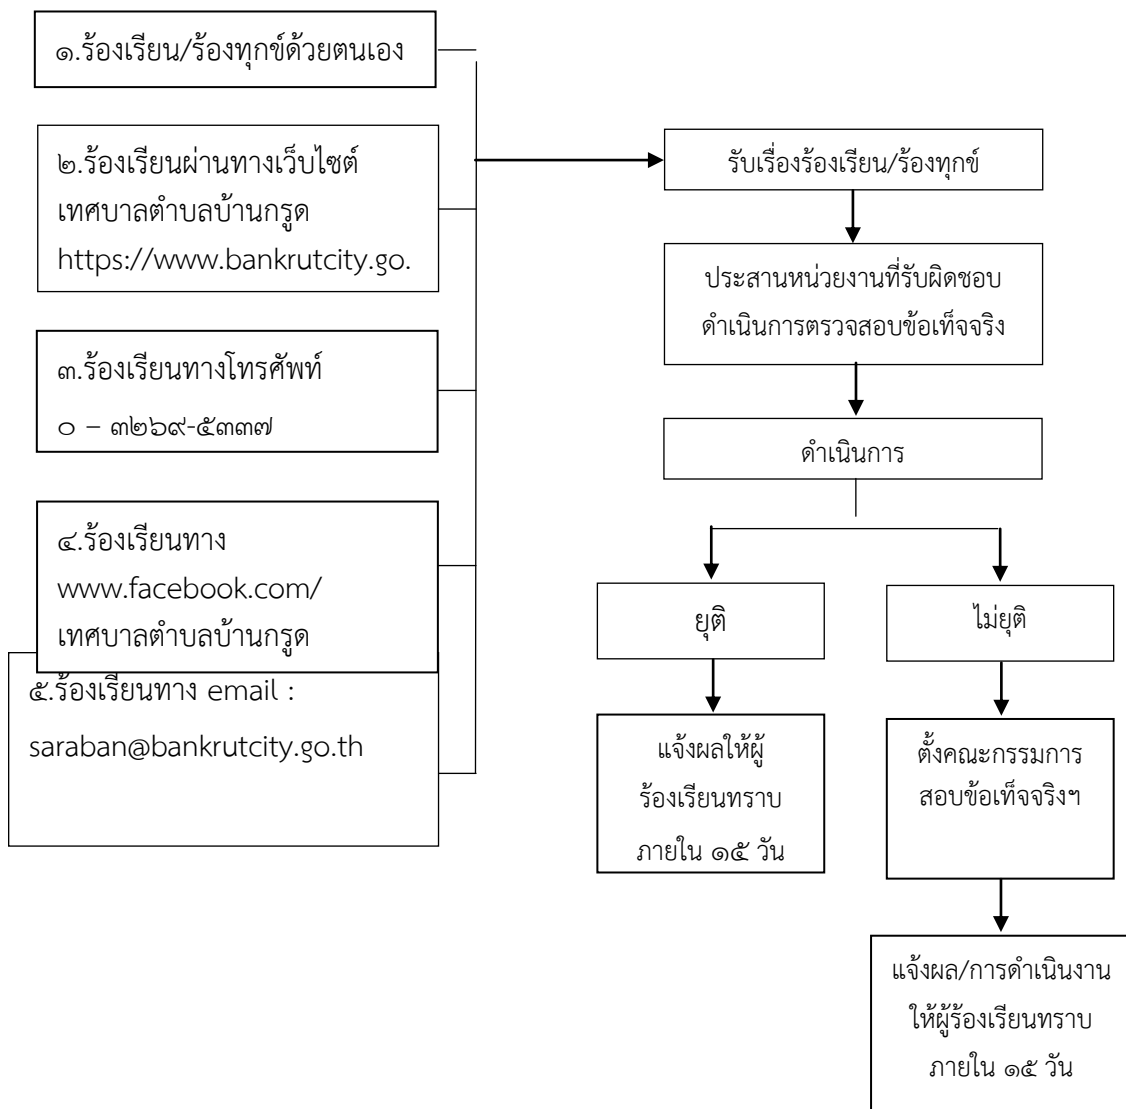 ๑.ร้องเรียน/ร้องทุกข์ด้วยตนเอง
๒.ร้องเรียนผ่านทางเว็บไซต์
เทศบาลตำบลบ้านกรูด
https://www.bankrutcity.go.
๓.ร้องเรียนทางโทรศัพท์
๐ – ๓๒๖๙-๕๓๓๗
๔.ร้องเรียนทาง
www.facebook.com/
เทศบาลตำบลบ้านกรูด
๕.ร้องเรียนทาง email :
saraban@bankrutcity.go.th
รับเรื่องร้องเรียน/ร้องทุกข์
ประสานหน่วยงานที่รับผิดชอบ
ดำเนินการตรวจสอบข้อเท็จจริง
ดำเนินการ
ยุติ
แจ้งผลให้ผู้
ร้องเรียนทราบ
ภายใน ๑๕ วัน
ไม่ยุติ
ตั้งคณะกรรมการ
สอบข้อเท็จจริงฯ
แจ้งผล/การดำเนินงาน
ให้ผู้ร้องเรียนทราบ
ภายใน ๑๕ วัน